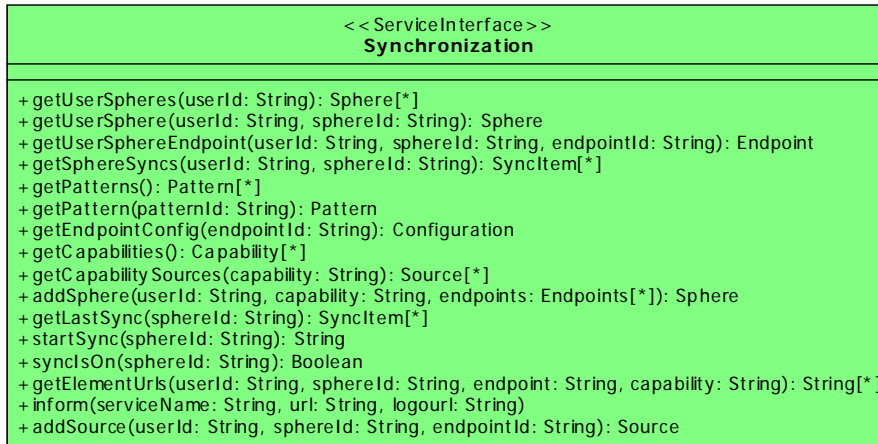 <<ServiceInterface>>
Synchronization
+getUserSpheres(userId: String): Sphere[*]
+getUserSphere(userId: String, sphereId: String): Sphere
+getUserSphereEndpoint(userId: String, sphereId: String, endpointId: String): Endpoint
+getSphereSyncs(userId: String, sphereId: String): SyncItem[*]
+getPatterns(): Pattern[*]
+getPattern(patternId: String): Pattern
+getEndpointConfig(endpointId: String): Configuration
+getCapabilities(): Capability[*]
+getCapabilitySources(capability: String): Source[*]
+addSphere(userId: String, capability: String, endpoints: Endpoints[*]): Sphere
+getLastSync(sphereId: String): SyncItem[*]
+startSync(sphereId: String): String
+syncIsOn(sphereId: String): Boolean
+getElementUrls(userId: String, sphereId: String, endpoint: String, capability: String): String[*]
+inform(serviceName: String, url: String, logourl: String)
+addSource(userId: String, sphereId: String, endpointId: String): Source